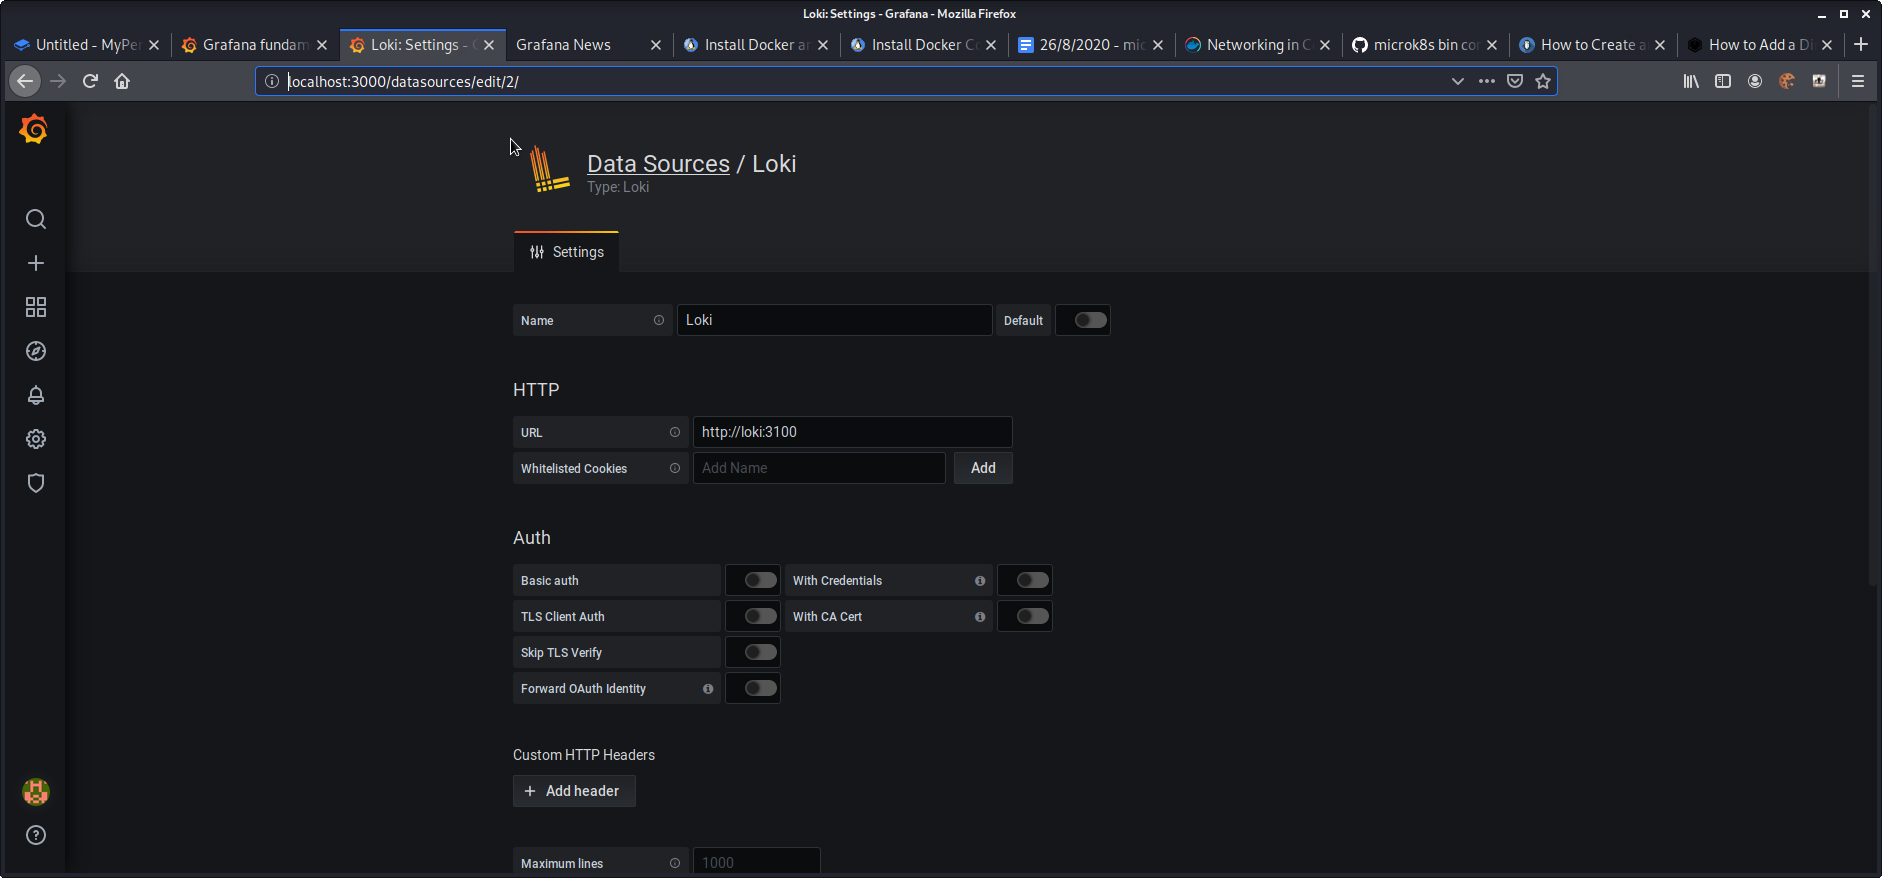 Loki: Settings - Grafana - Mozilla Firefox
Untitled - MyPer
Grafana fundam
Loki: Settings - G
Grafana News
Install Docker an
Install Docker Co
26/8/2020 - mic
Networking in C
microk8s bin con
How to Create a
How to Add a Di
localhost:3000/datasources/edit/2/
Data Sources / Loki
Type: Loki
Settings
Name
Loki
Default
HTTP
URL
http://loki:3100
Whitelisted Cookies
Add Name
Add
Auth
Basic auth
With Credentials
TLS Client Auth
With CA Cert
Skip TLS Verify
Forward OAuth Identity
Custom HTTP Headers
+ Add header
Maximum lines
1000